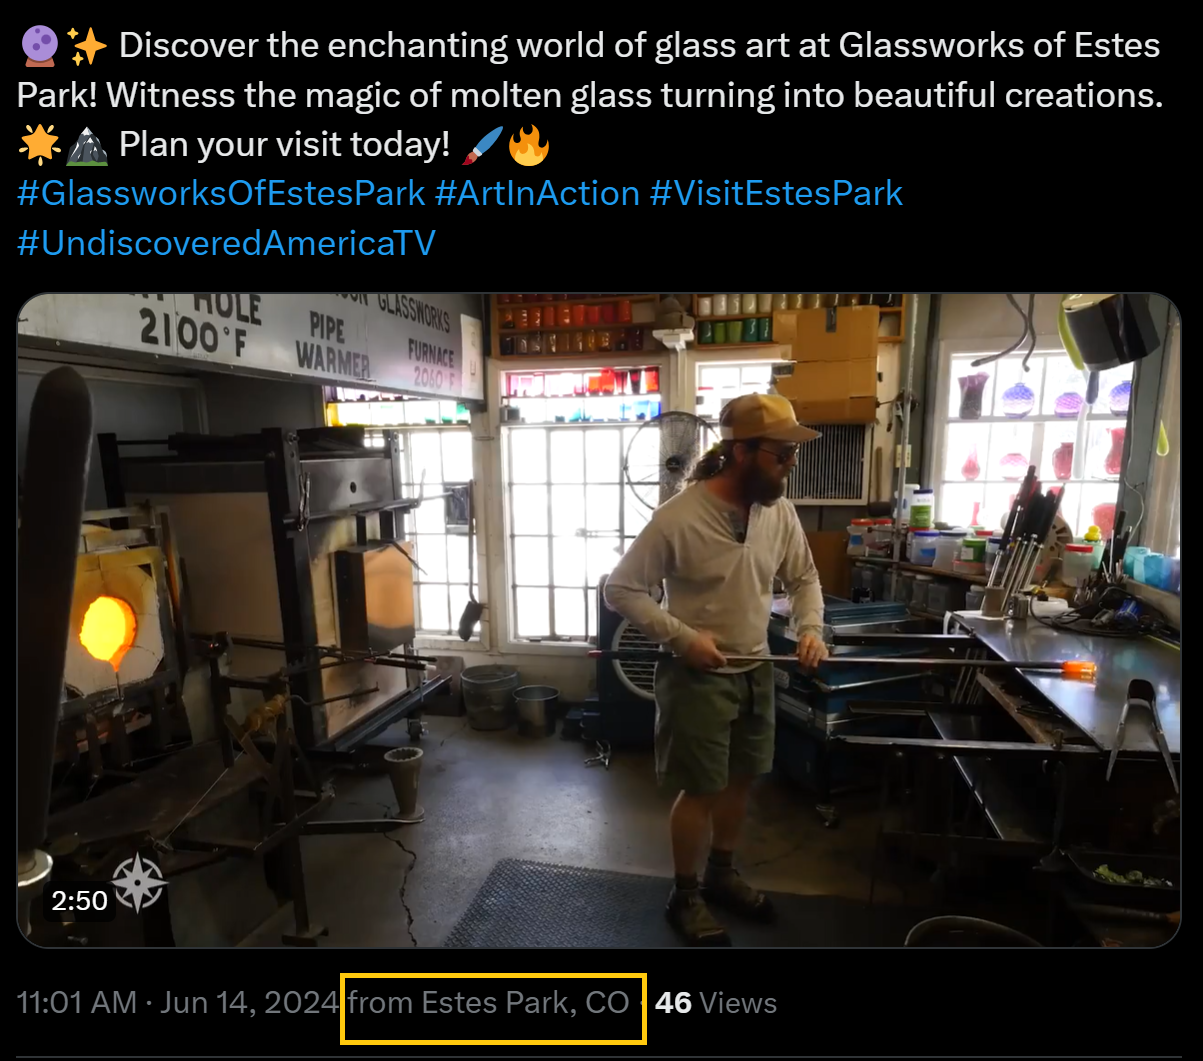 🔮✨ Discover the enchanting world of glass art at Glassworks of Estes
Park! Witness the magic of molten glass turning into beautiful creations.
🌟⛰️ Plan your visit today! 🖌️🔥
#GlassworksOfEstesPark #ArtInAction #VisitEstesPark
#UndiscoveredAmericaTV
HOLE
2100°F
PIPE
WARMER
GLASSWORKS
FURNACE
2060°F
2:50
11:01 AM · Jun 14, 2024 from Estes Park, CO · 46 Views